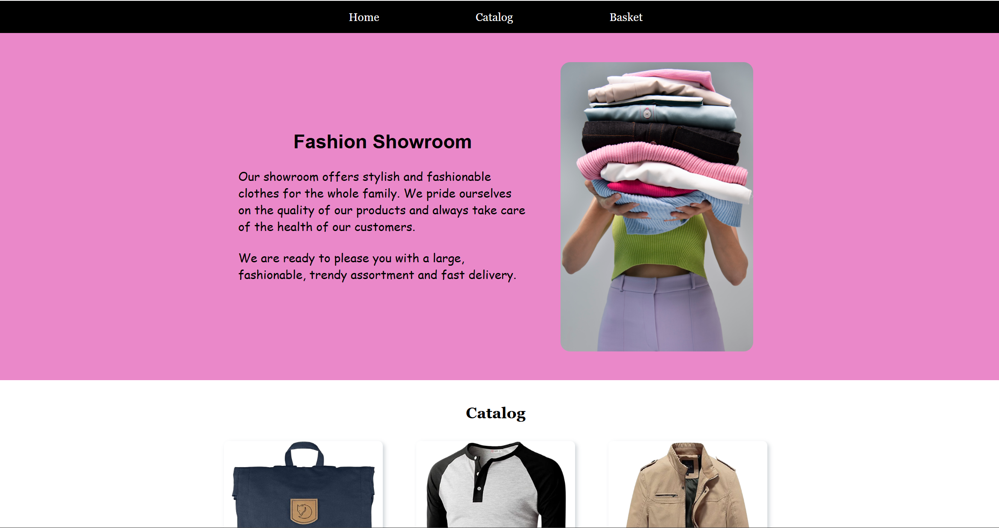 Home Catalog Basket
Fashion Showroom
Our showroom offers stylish and fashionable
clothes for the whole family. We pride ourselves
on the quality of our products and always take care
of the health of our customers.
We are ready to please you with a large,
fashionable, trendy assortment and fast delivery.
Catalog